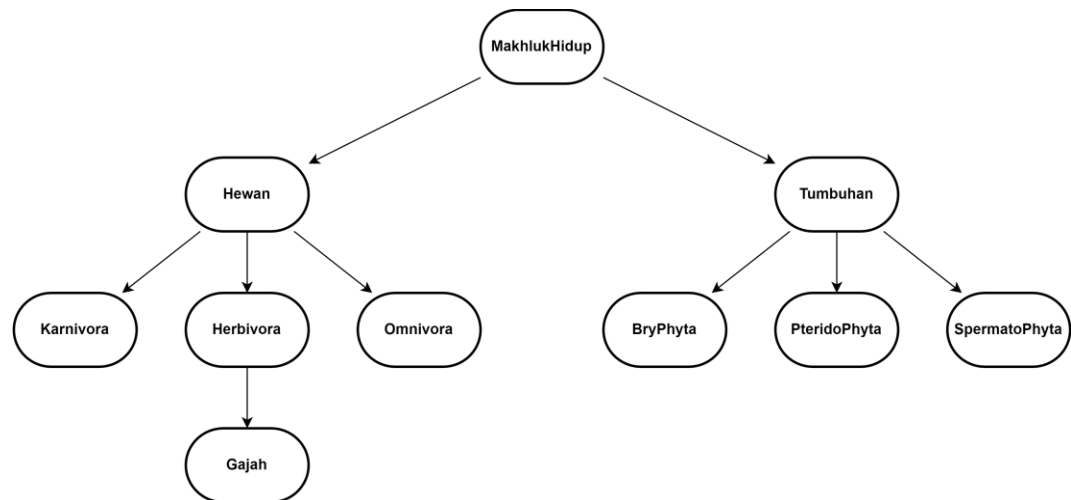 MakhlukHidup
Hewan
Tumbuhan
Karnivora
Herbivora
Omnivora
BryPhyta
PteridoPhyta
SpermatoPhyta
Gajah